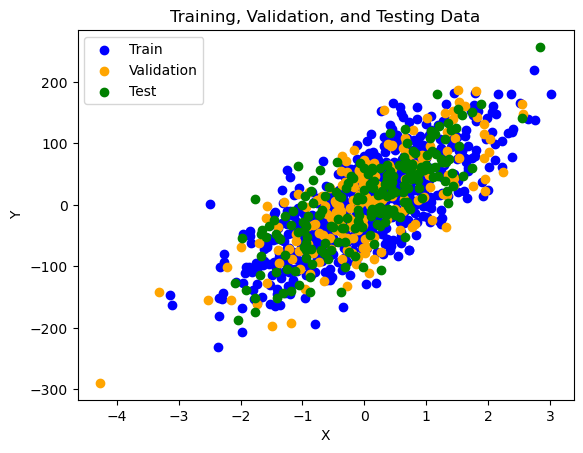 Training, Validation, and Testing Data
Train
Validation
Test
200
100
0
−100
−200
−300
Y
−4
−3
−2
−1
0
1
2
3
X